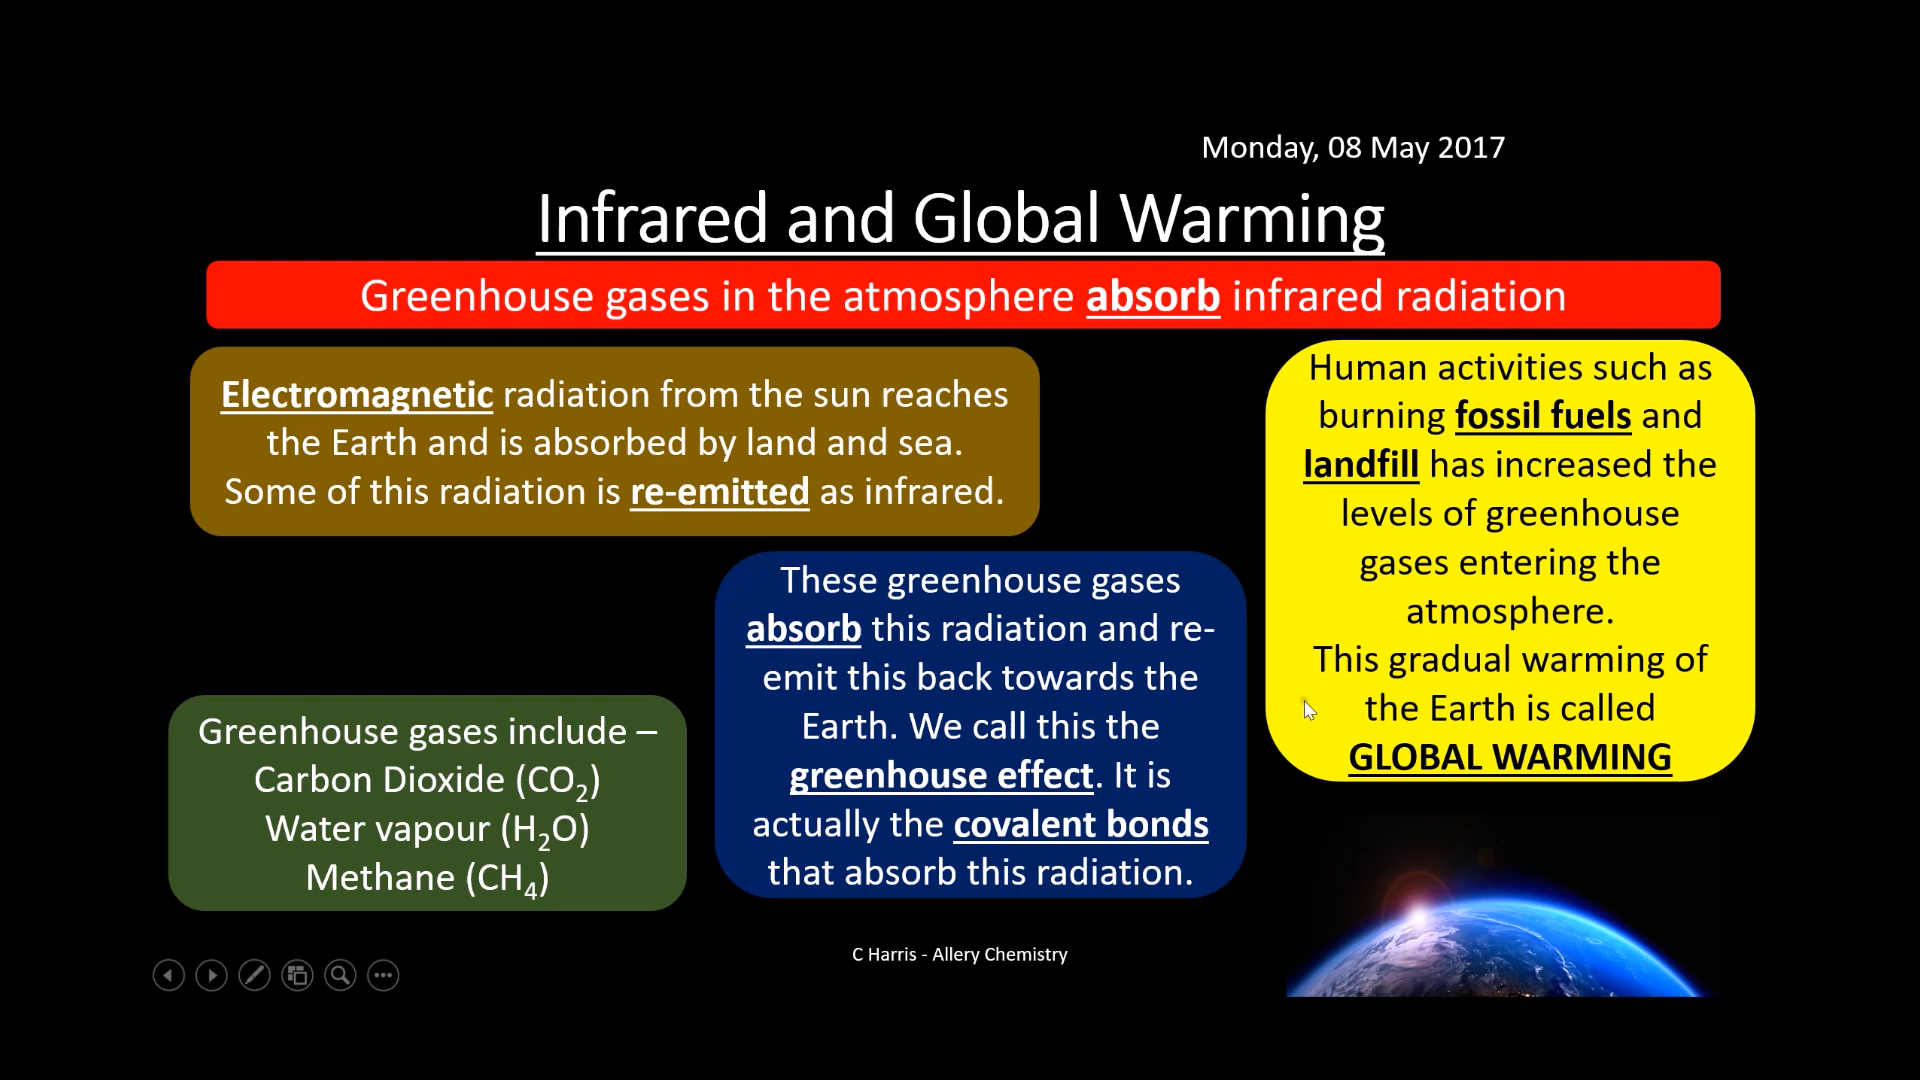 Monday, 08 May 2017
Infrared and Global Warming
Greenhouse gases in the atmosphere absorb infrared radiation
Electromagnetic radiation from the sun reaches
the Earth and is absorbed by land and sea.
Some of this radiation is re-emitted as infrared.
Human activities such as
burning fossil fuels and
landfill has increased the
levels of greenhouse
gases entering the
atmosphere.
This gradual warming of
the Earth is called
GLOBAL WARMING
These greenhouse gases
absorb this radiation and re-
emit this back towards the
Earth. We call this the
greenhouse effect. It is
actually the covalent bonds
that absorb this radiation.
Greenhouse gases include –
Carbon Dioxide (CO₂)
Water vapour (H₂O)
Methane (CH₄)
C Harris - Allery Chemistry